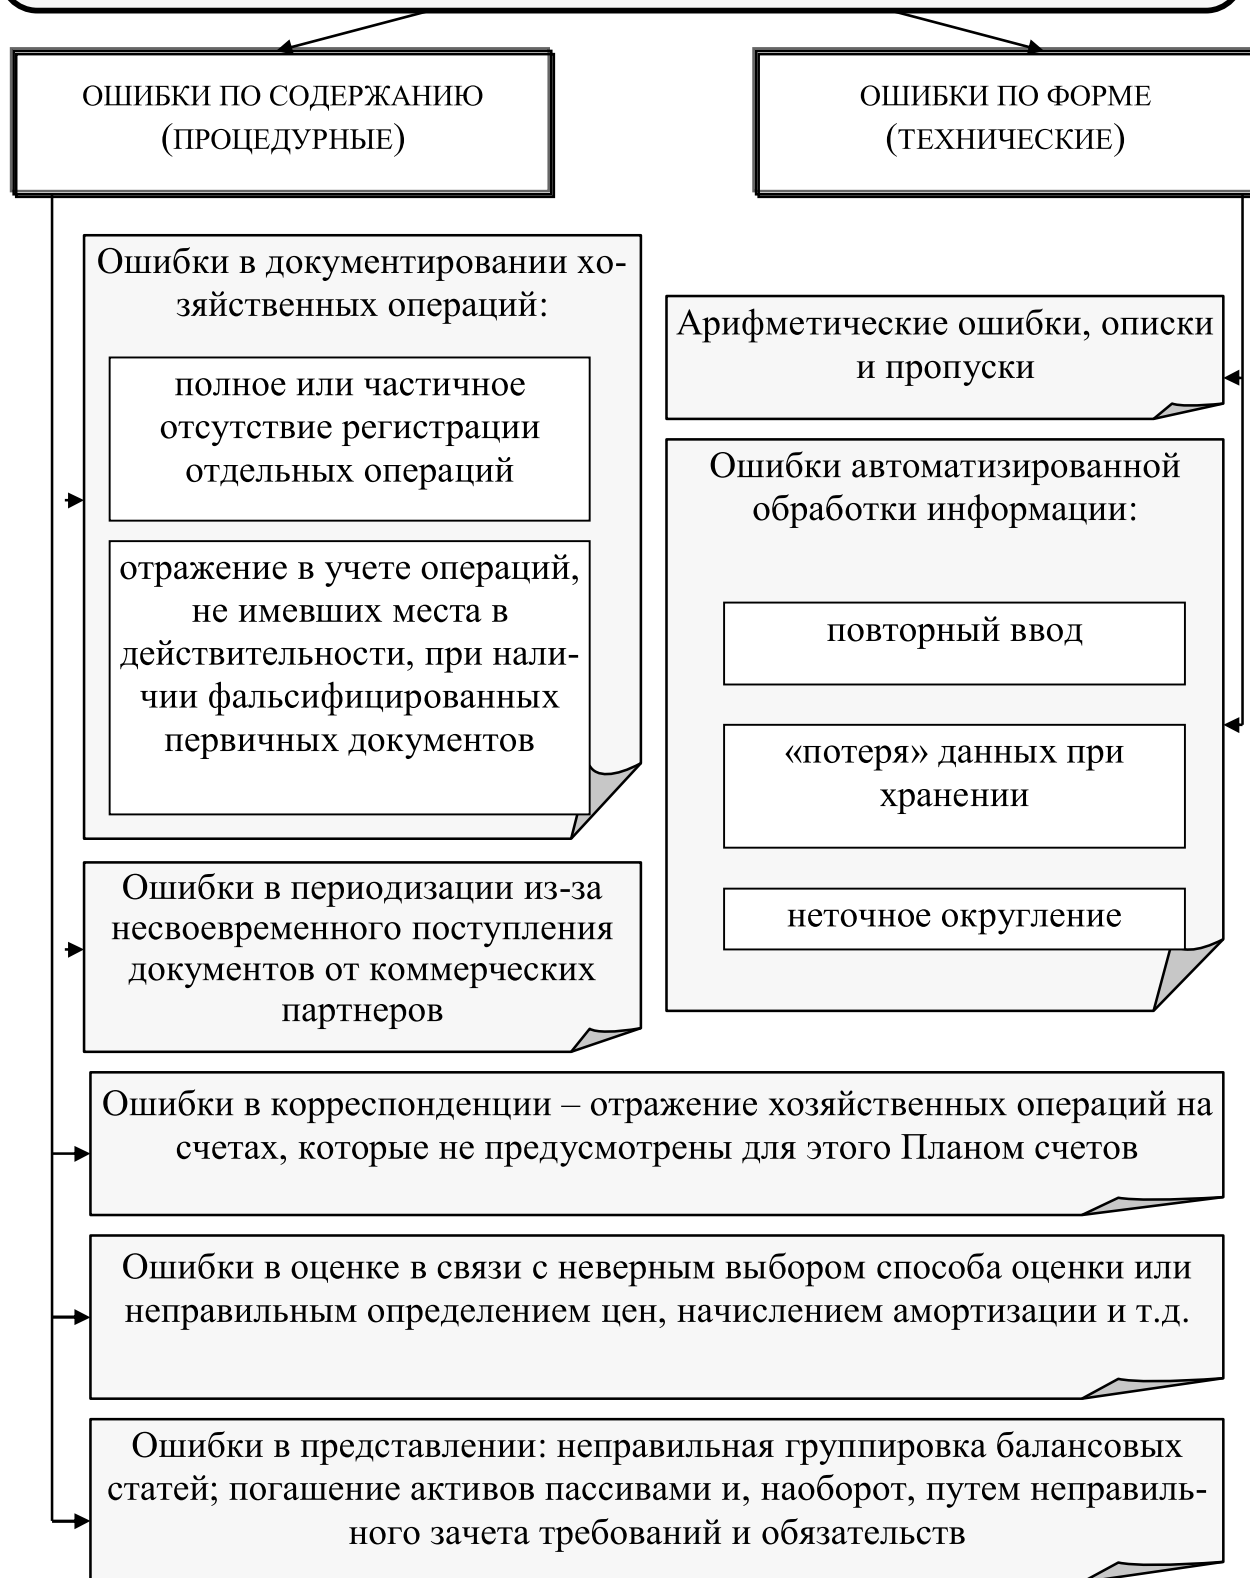 ОШИБКИ ПО СОДЕРЖАНИЮ
(ПРОЦЕДУРНЫЕ)
ОШИБКИ ПО ФОРМЕ
(ТЕХНИЧЕСКИЕ)
Ошибки в документировании хо-
зяйственных операций:
полное или частичное
отсутствие регистрации
отдельных операций
отражение в учете операций,
не имевших места в
действительности, при нали-
чии фальсифицированных
первичных документов
Ошибки в периодизации из-за
несвоевременного поступления
документов от коммерческих
партнеров
Арифметические ошибки, описки
и пропуски
Ошибки автоматизированной
обработки информации:
повторный ввод
«потеря» данных при
хранении
неточное округление
Ошибки в корреспонденции – отражение хозяйственных операций на
счетах, которые не предусмотрены для этого Планом счетов
Ошибки в оценке в связи с неверным выбором способа оценки или
неправильным определением цен, начислением амортизации и т.д.
Ошибки в представлении: неправильная группировка балансовых
статей; погашение активов пассивами и, наоборот, путем неправиль-
ного зачета требований и обязательств